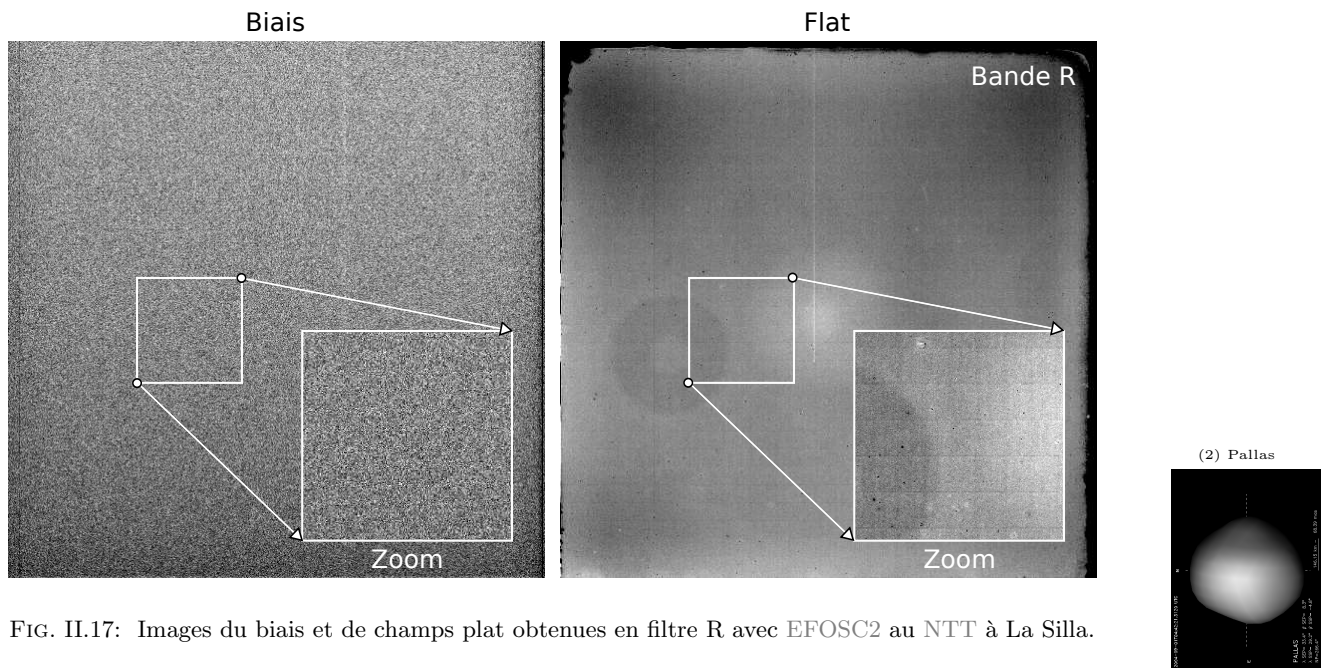 Biais
Flat
Bande R
Zoom
Zoom
FIG. II.17: Images du biais et de champs plat obtenues en filtre R avec EFOSC2 au NTT à La Silla.
(2) Pallas
PALLAS